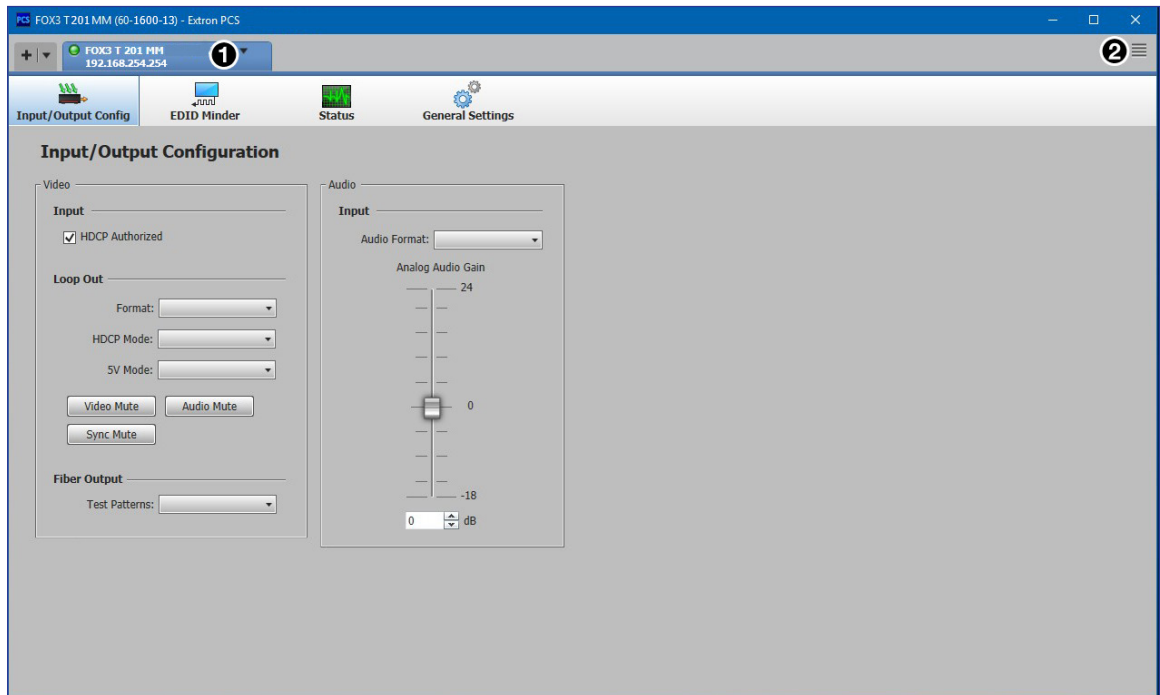 PCS FOX3 T 201 MM (60-1600-13) - Extron PCS
FOX3 T 201 MM
192.168.254.254
1
2
Input/Output Config
EDID Minder
Status
General Settings
Input/Output Configuration
Video
Input
HDCP Authorized
Loop Out
Format:
HDCP Mode:
5V Mode:
Video Mute
Audio Mute
Sync Mute
Fiber Output
Test Patterns:
Audio
Input
Audio Format:
Analog Audio Gain
24
0
-18
0 dB